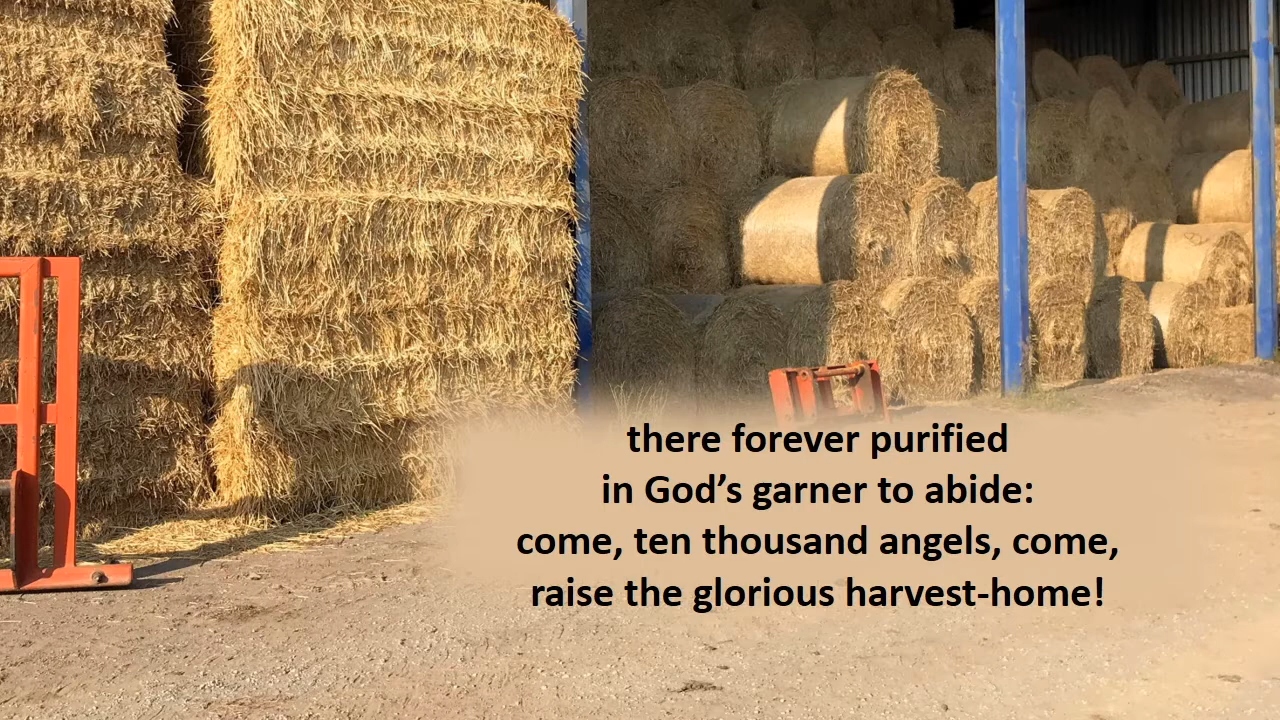 there forever purified
in God’s garner to abide:
come, ten thousand angels, come,
raise the glorious harvest-home!